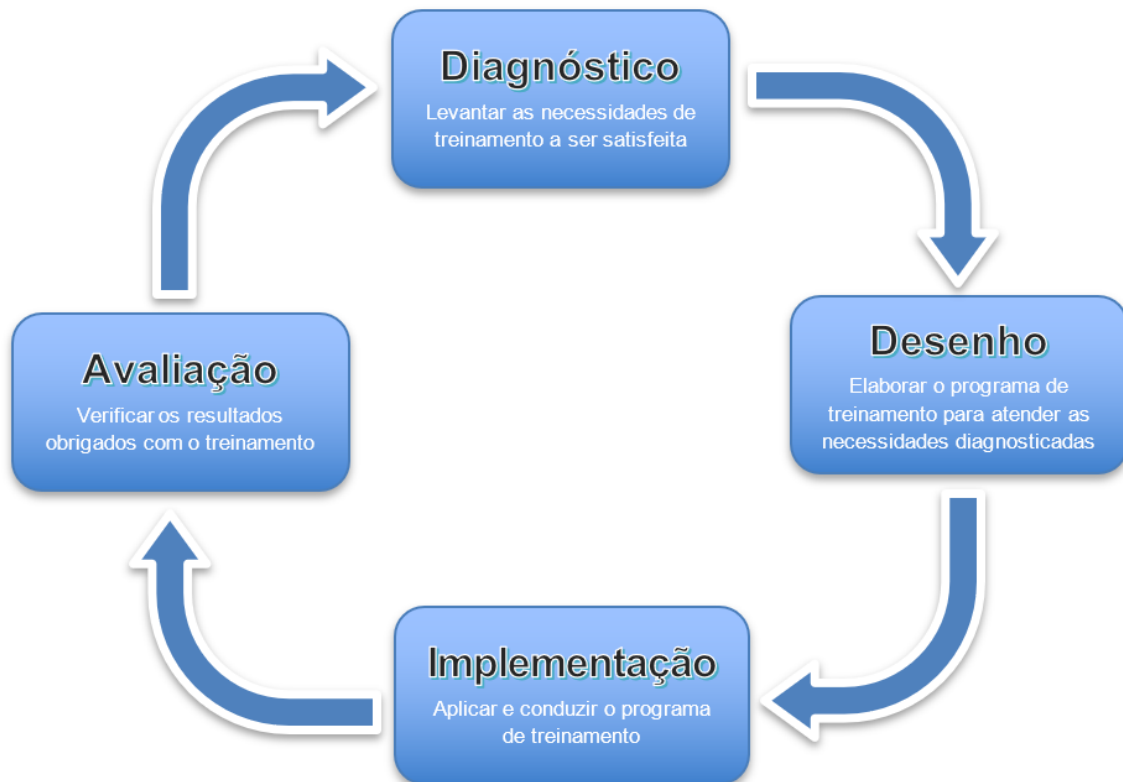 Diagnóstico
Levantar as necessidades de
treinamento a ser satisfeita
Desenho
Elaborar o programa de
treinamento para atender as
necessidades diagnosticadas
Implementação
Aplicar e conduzir o programa
de treinamento
Avaliação
Verificar os resultados
obrigados com o treinamento